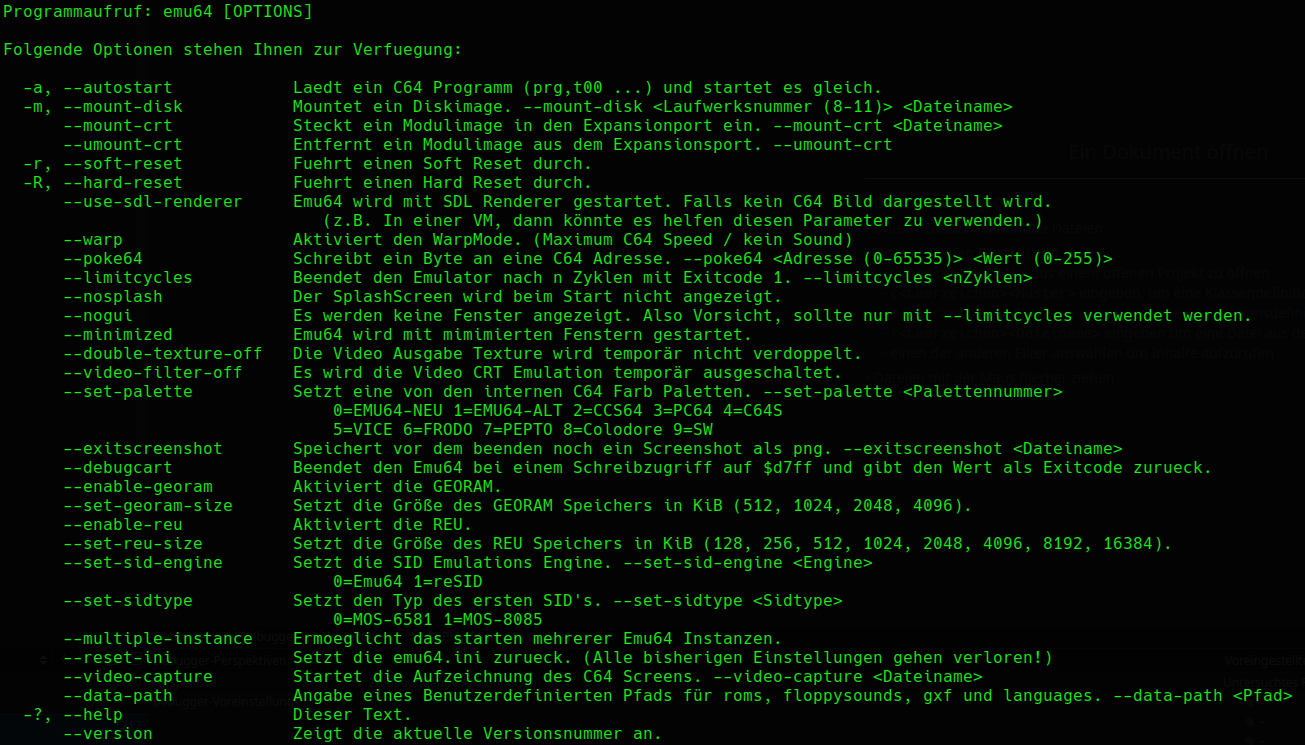 Programmaufruf: emu64 [OPTIONS]
Folgende Optionen stehen Ihnen zur Verfuegung:
-a, --autostart Laedt ein C64 Programm (prg,t00 ...) und startet es gleich.
-m, --mount-disk Mountet ein Diskimage. --mount-disk <Laufwerksnummer (8-11)> <Dateiname>
--mount-crt Steckt ein Modulimage in den Expansionport ein. --mount-crt <Dateiname>
--umount-crt Entfernt ein Modulimage aus dem Expansionsport. --umount-crt
-r, --soft-reset Fuehrt einen Soft Reset durch.
-R, --hard-reset Fuehrt einen Hard Reset durch.
--use-sdl-renderer Emu64 wird mit SDL Renderer gestartet. Falls kein C64 Bild dargestellt wird.
(z.B. In einer VM, dann könnte es helfen diesen Parameter zu verwenden.)
--warp Aktiviert den WarpMode. (Maximum C64 Speed / kein Sound)
--poke64 Schreibt ein Byte an eine C64 Adresse. --poke64 <Adresse (0-65535)> <Wert (0-255)>
--limitcycles Beendet den Emulator nach n Zyklen mit Exitcode 1. --limitcycles <nZyklen>
--nosplash Der SplashScreen wird beim Start nicht angezeigt.
--nogui Es werden keine Fenster angezeigt. Also Vorsicht, sollte nur mit --limitcycles verwendet werden.
--minimized Emu64 wird mit mimimierten Fenstern gestartet.
--double-texture-off Die Video Ausgabe Texture wird temporär nicht verdoppelt.
--video-filter-off Es wird die Video CRT Emulation temporär ausgeschaltet.
--set-palette Setzt eine von den internen C64 Farb Paletten. --set-palette <Palettennummer>
0=EMU64-NEU 1=EMU64-ALT 2=CCS64 3=PC64 4=C64S
5=VICE 6=FRODO 7=PEPTO 8=Colodore 9=SW
--exitscreenshot Speichert vor dem beenden noch ein Screenshot als png. --exitscreenshot <Dateiname>
--debugcart Beendet den Emu64 bei einem Schreibzugriff auf $d7ff und gibt den Wert als Exitcode zurueck.
--enable-georam Aktiviert die GEORAM.
--set-georam-size Setzt die Größe des GEORAM Speichers in KiB (512, 1024, 2048, 4096).
--enable-reu Aktiviert die REU.
--set-reu-size Setzt die Größe des REU Speichers in KiB (128, 256, 512, 1024, 2048, 4096, 8192, 16384).
--set-sid-engine Setzt die SID Emulations Engine. --set-sid-engine <Engine>
0=Emu64 1=reSID
--set-sidtype Setzt den Typ des ersten SID's. --set-sidtype <Sidtype>
0=MOS-6581 1=MOS-8085
--multiple-instance Ermoeglicht das starten mehrerer Emu64 Instanzen.
--reset-ini Setzt die emu64.ini zurueck. (Alle bisherigen Einstellungen gehen verloren!)
--video-capture Startet die Aufzeichnung des C64 Screens. --video-capture <Dateiname>
--data-path Angabe eines Benutzerdefinierten Pfads für roms, floppysounds, gxf und languages. --data-path <Pfad>
-?, --help Dieser Text.
--version Zeigt die aktuelle Versionsnummer an.
Ein Dokument öffnen